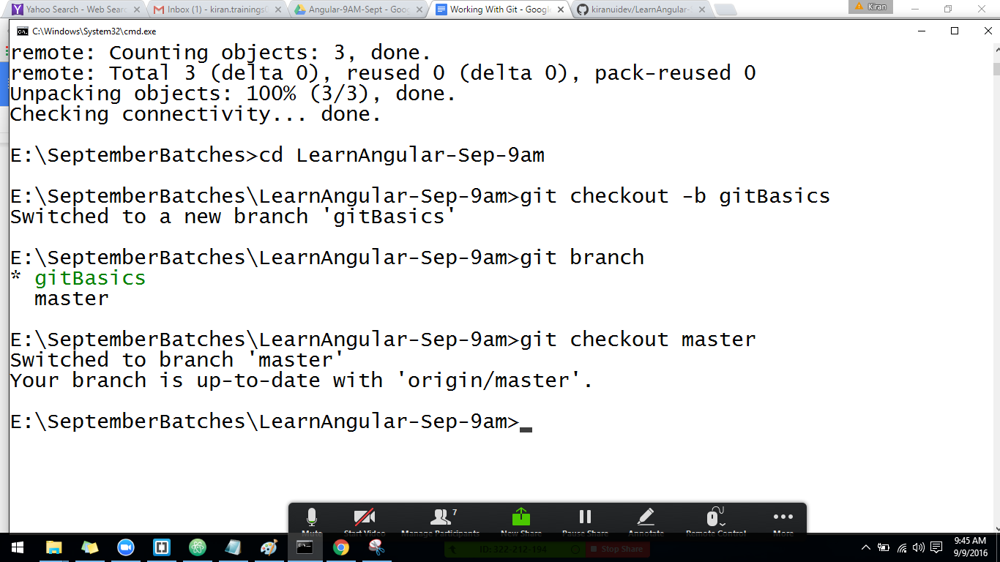 Yahoo Search - Web Sear
Inbox (1) - kiran.trainings
Angular-9AM-Sept - Goo
Working With Git - Google
kiranuidev/LearnAngular-
Kiran
C:\Windows\System32\cmd.exe
remote: Counting objects: 3, done.
remote: Total 3 (delta 0), reused 0 (delta 0), pack-reused 0
Unpacking objects: 100% (3/3), done.
Checking connectivity... done.
E:\SeptemberBatches>cd LearnAngular-Sep-9am
E:\SeptemberBatches\LearnAngular-Sep-9am>git checkout -b gitBasics
Switched to a new branch 'gitBasics'
E:\SeptemberBatches\LearnAngular-Sep-9am>git branch
* gitBasics
master
E:\SeptemberBatches\LearnAngular-Sep-9am>git checkout master
Switched to branch 'master'
Your branch is up-to-date with 'origin/master'.
E:\SeptemberBatches\LearnAngular-Sep-9am>
7
Mute Start Video Manage Participants New Share Pause Share Annotate Remote Control More
ID: 322-212-194 Stop Share
9:45 AM
9/9/2016